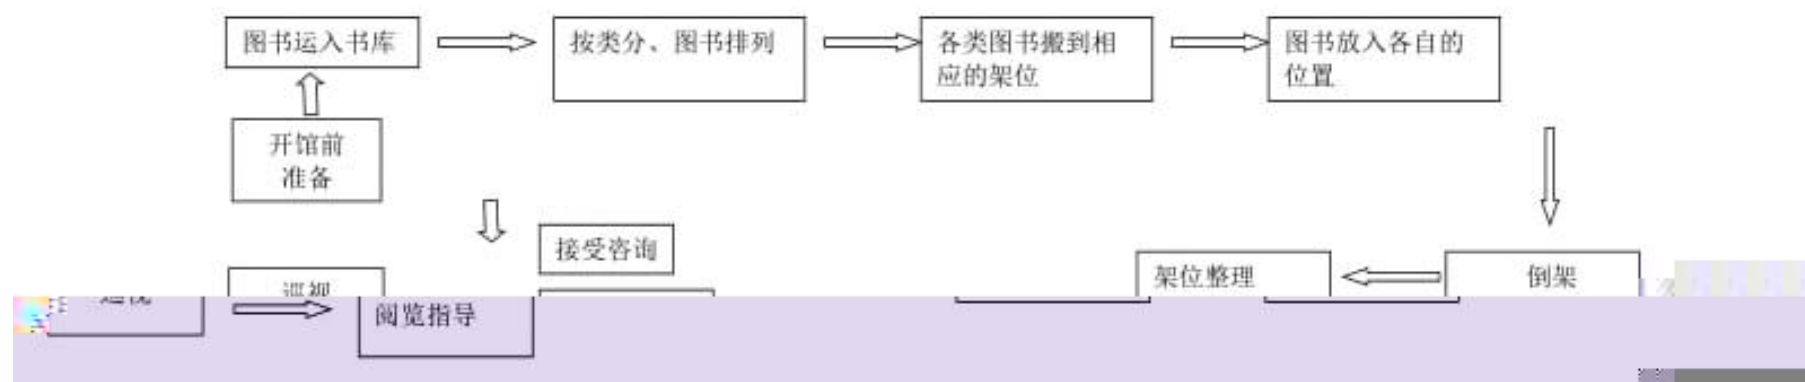 图书运入书库
按类分、图书排列
各类图书搬到相
应的架位
图书放入各自的
位置
开馆前
准备
接受咨询
架位整理
倒架
巡视
阅览指导